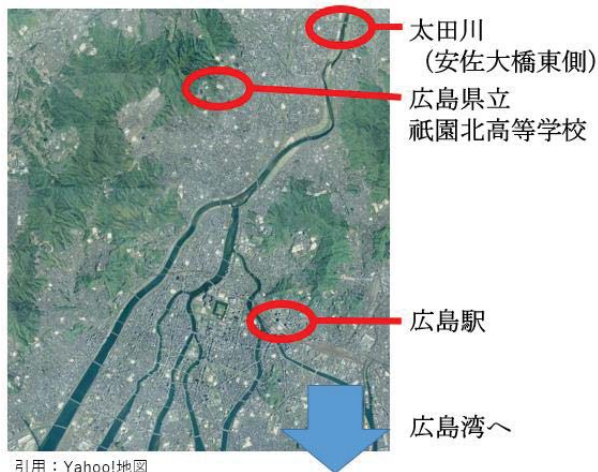 太田川
（安佐大橋東側）
広島県立
祇園北高等学校
広島駅
広島湾へ
引用：Yahoo!地図